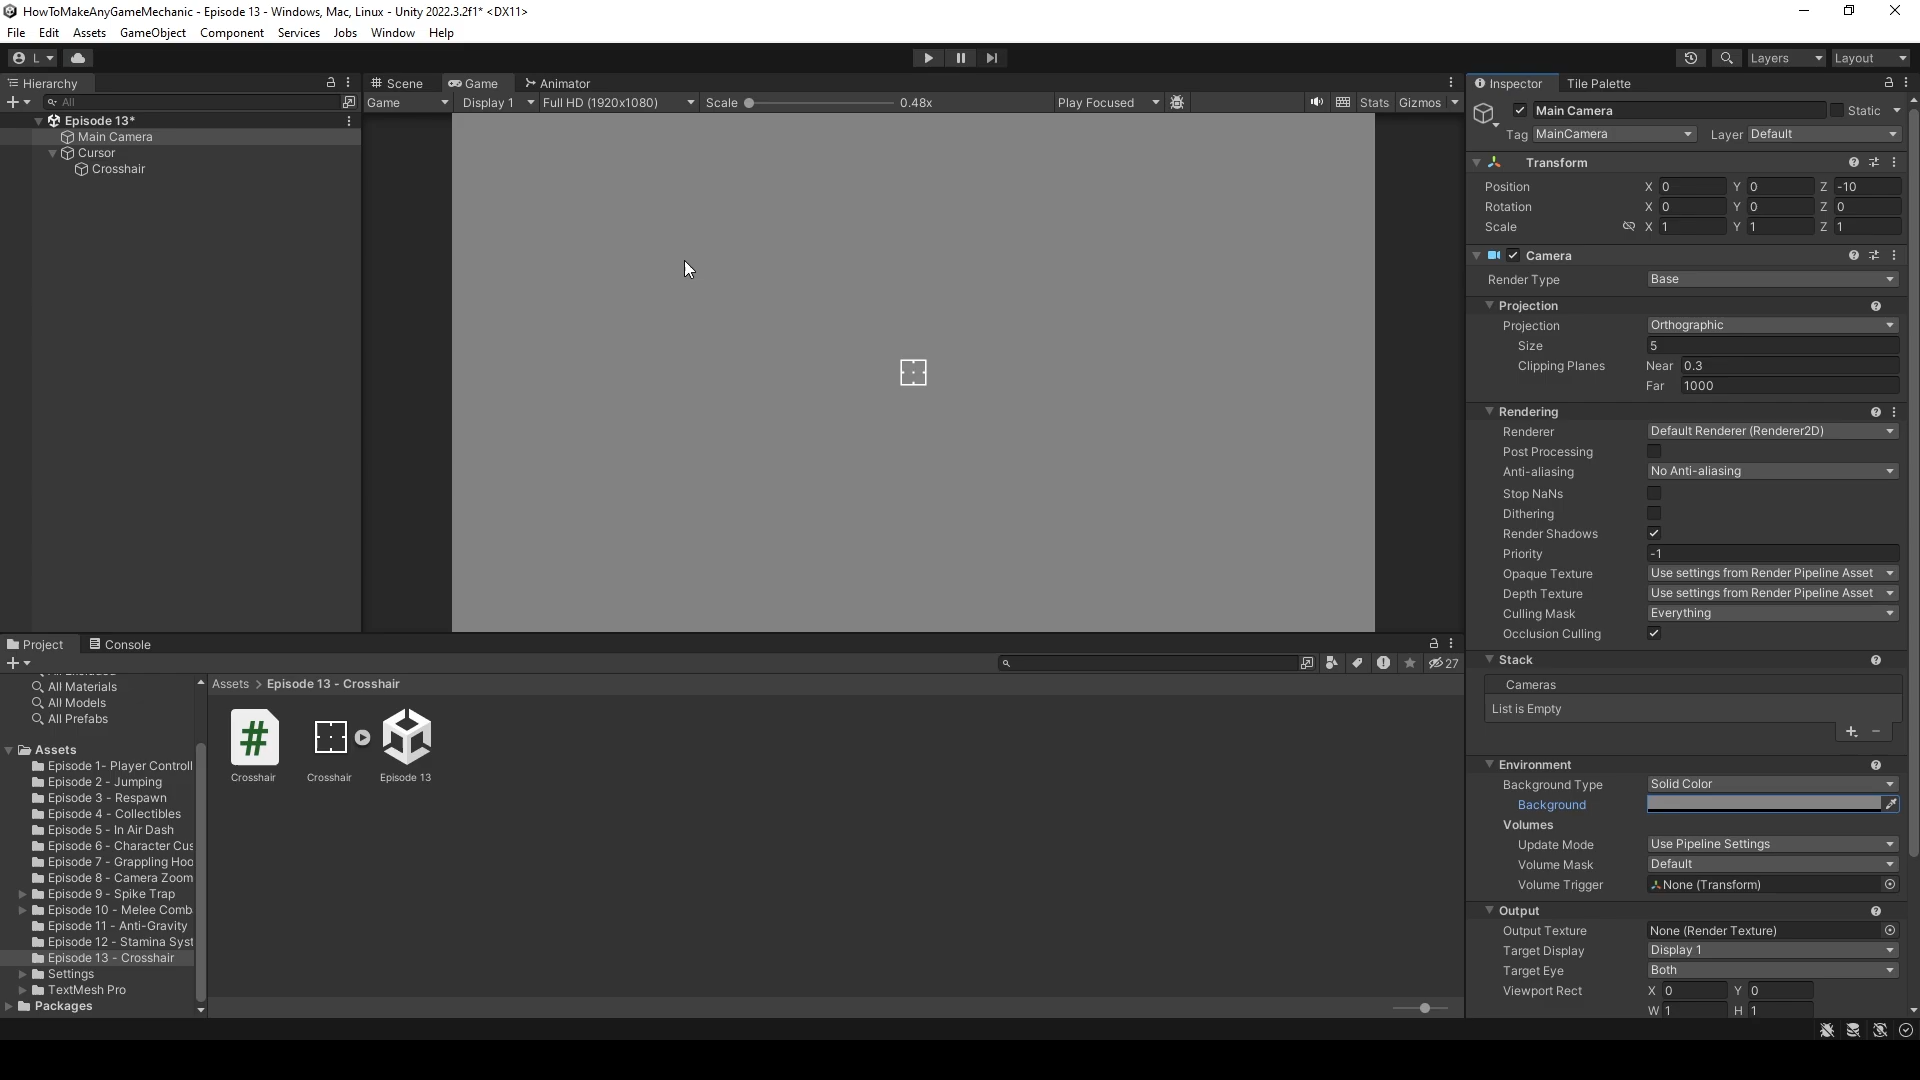 HowToMakeAnyGameMechanic - Episode 13 - Windows, Mac, Linux - Unity 2022.3.2f1* <DX11>
File Edit Assets GameObject Component Services Jobs Window Help
L Layers Layout
Hierarchy
All
Episode 13*
Main Camera
Cursor
Crosshair
Scene Game Animator
Game Display 1 Full HD (1920x1080) Scale 0.48x Play Focused Stats Gizmos
Inspector Tile Palette
Main Camera Static
Tag MainCamera Layer Default
Transform
Position X 0 Y 0 Z -10
Rotation X 0 Y 0 Z 0
Scale X 1 Y 1 Z 1
Camera
Render Type Base
Projection
Projection Orthographic
Size 5
Clipping Planes Near 0.3
Far 1000
Rendering
Renderer Default Renderer (Renderer2D)
Post Processing
Anti-aliasing No Anti-aliasing
Stop NaNs
Dithering
Render Shadows
Priority -1
Opaque Texture Use settings from Render Pipeline Asset
Depth Texture Use settings from Render Pipeline Asset
Culling Mask Everything
Occlusion Culling
Stack
Cameras
List is Empty
Environment
Background Type Solid Color
Background
Volumes
Update Mode Use Pipeline Settings
Volume Mask Default
Volume Trigger None (Transform)
Output
Output Texture None (Render Texture)
Target Display Display 1
Target Eye Both
Viewport Rect X 0 Y 0
W 1 H 1
Project Console
27
All Materials
All Models
All Prefabs
Assets
Episode 1- Player Controll
Episode 2 - Jumping
Episode 3 - Respawn
Episode 4 - Collectibles
Episode 5 - In Air Dash
Episode 6 - Character Cus
Episode 7 - Grappling Hoo
Episode 8 - Camera Zoom
Episode 9 - Spike Trap
Episode 10 - Melee Comb
Episode 11 - Anti-Gravity
Episode 12 - Stamina Syst
Episode 13 - Crosshair
Settings
TextMesh Pro
Packages
Assets > Episode 13 - Crosshair
Crosshair Crosshair Episode 13